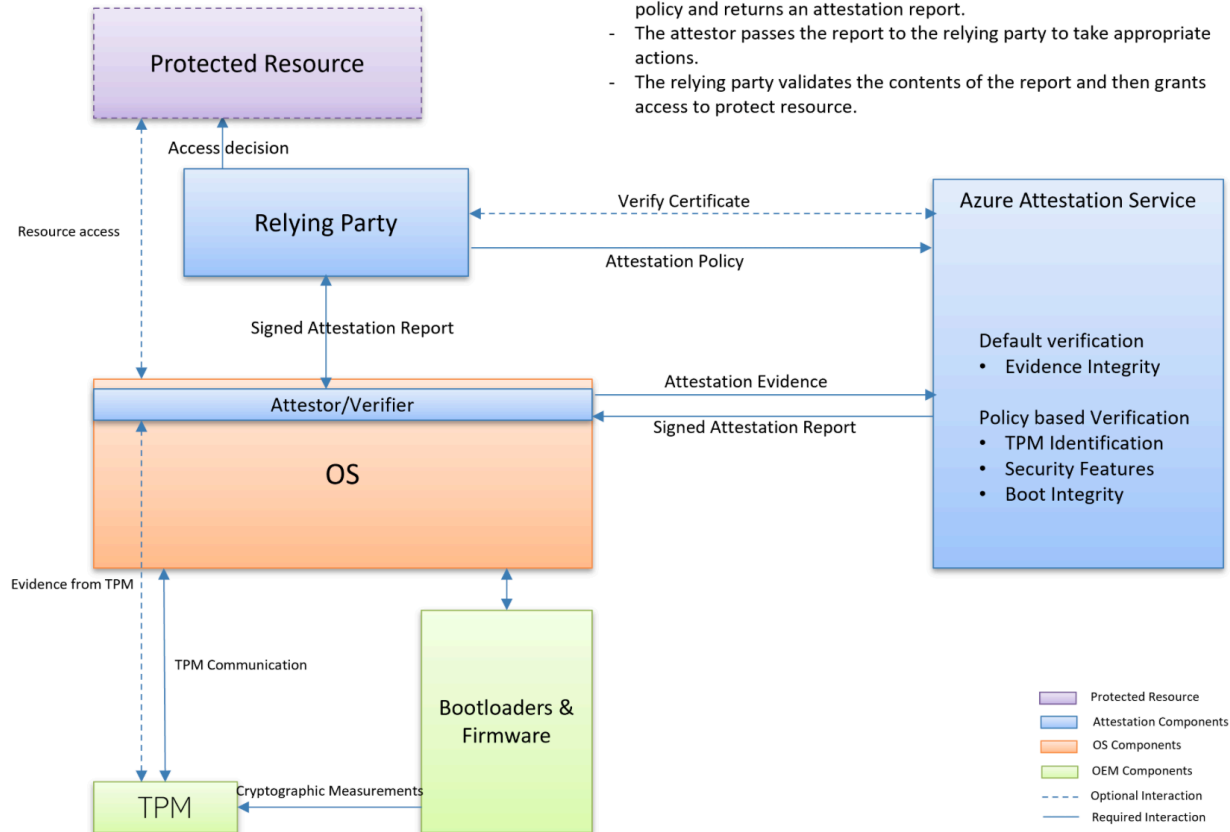 policy and returns an attestation report.
- The attestor passes the report to the relying party to take appropriate
actions.
- The relying party validates the contents of the report and then grants
access to protect resource.
Protected Resource
Access decision
Resource access
Relying Party
Verify Certificate
Attestation Policy
Azure Attestation Service
Signed Attestation Report
Default verification
• Evidence Integrity
Attestor/Verifier
Attestation Evidence
Signed Attestation Report
Policy based Verification
• TPM Identification
• Security Features
• Boot Integrity
OS
Evidence from TPM
TPM Communication
Bootloaders &
Firmware
Cryptographic Measurements
TPM
Protected Resource
Attestation Components
OS Components
OEM Components
Optional Interaction
Required Interaction